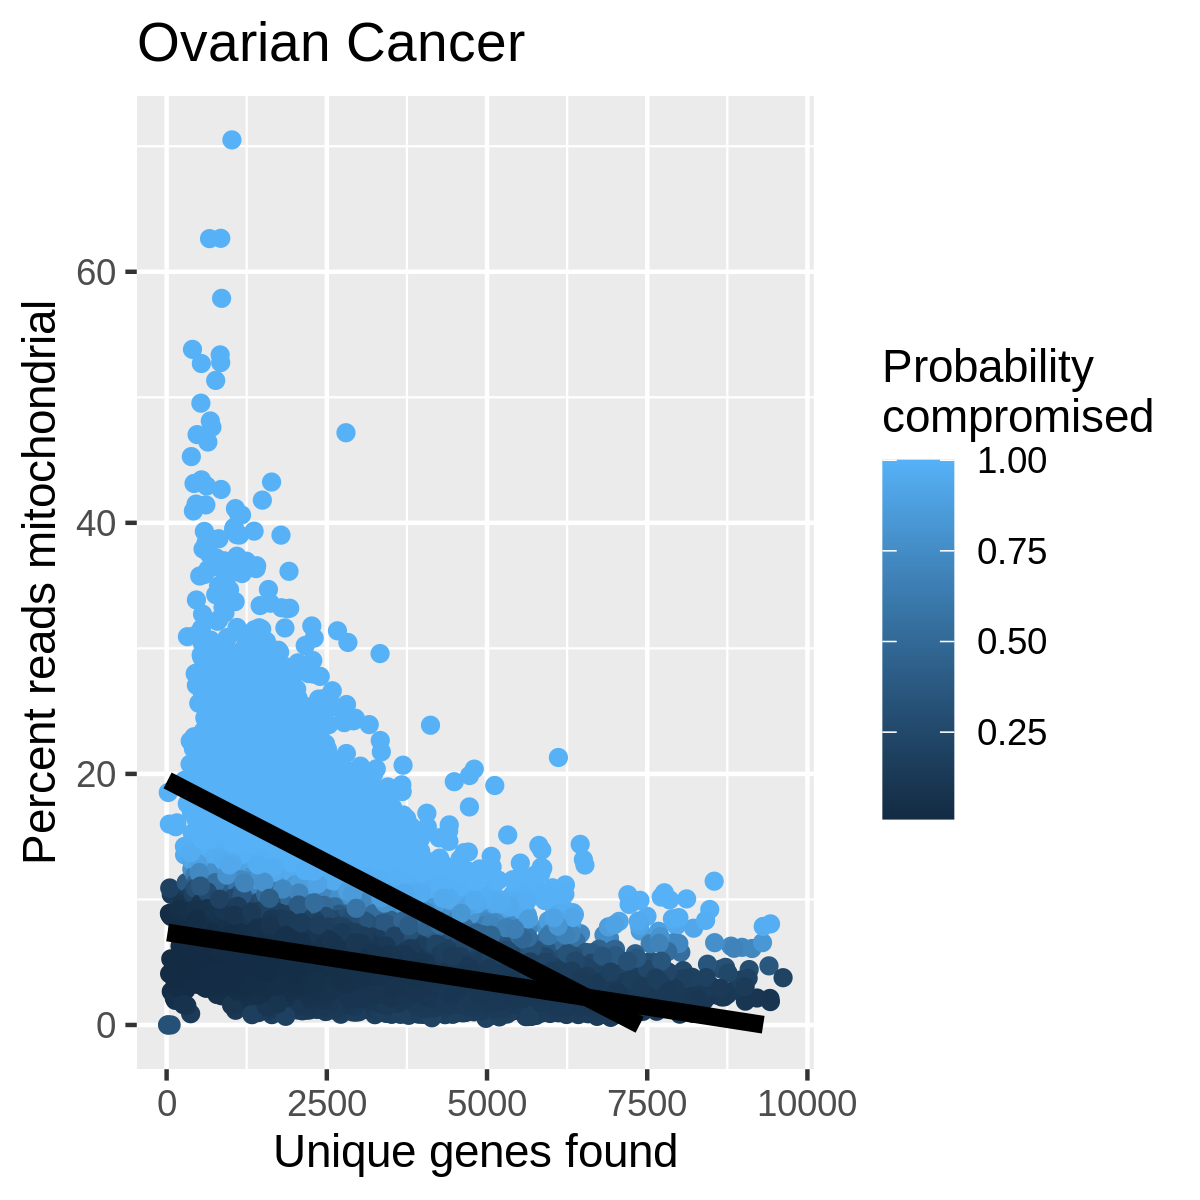 Ovarian Cancer
Percent reads mitochondrial
60
40
20
0
0 2500 5000 7500 10000
Unique genes found
Probability
compromised
1.00
0.75
0.50
0.25